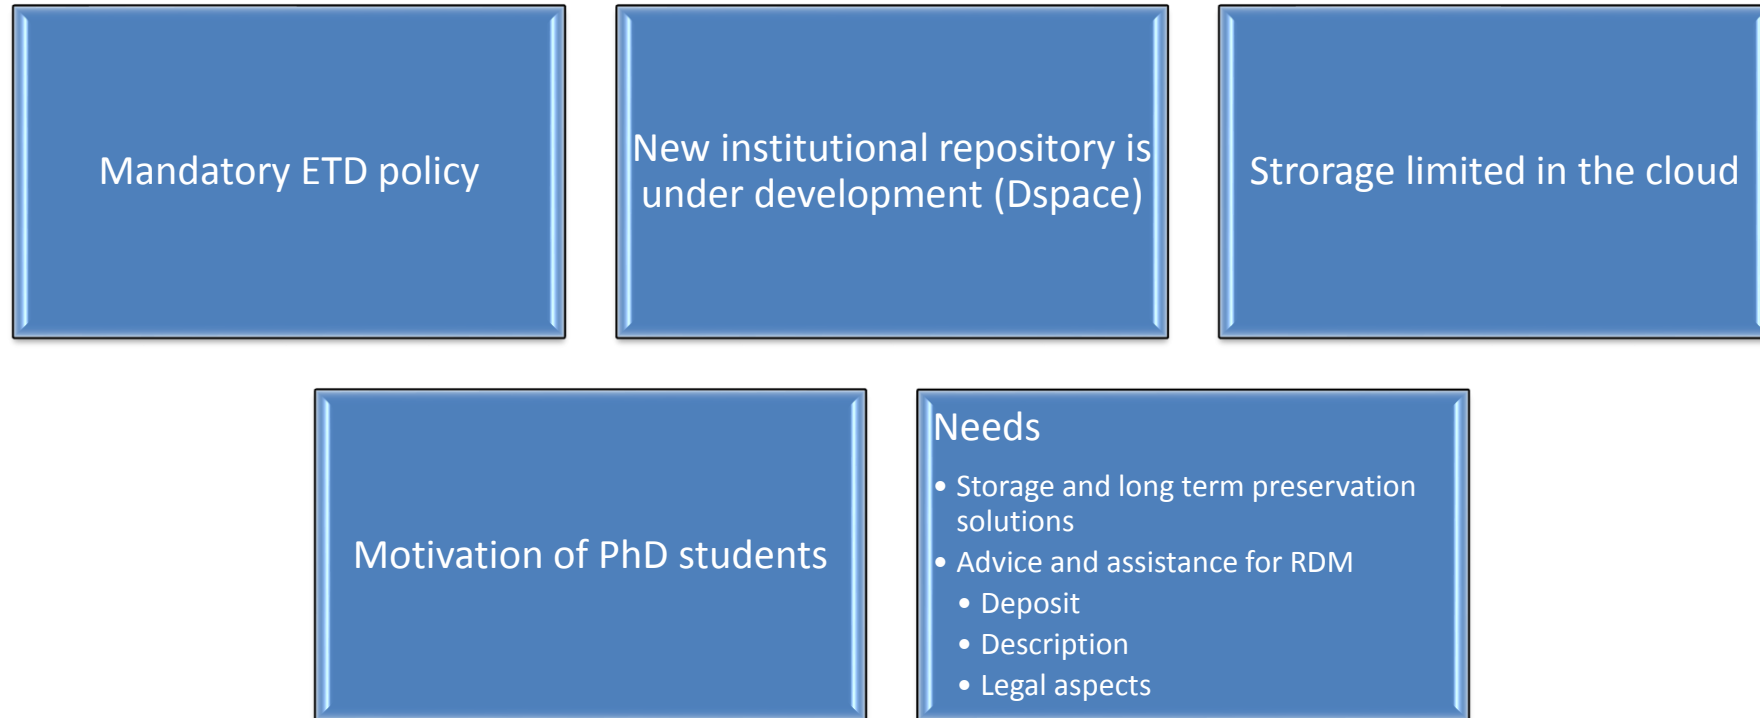 Mandatory ETD policy
New institutional repository is
under development (Dspace)
Strorage limited in the cloud
Motivation of PhD students
Needs
• Storage and long term preservation
solutions
• Advice and assistance for RDM
• Deposit
• Description
• Legal aspects